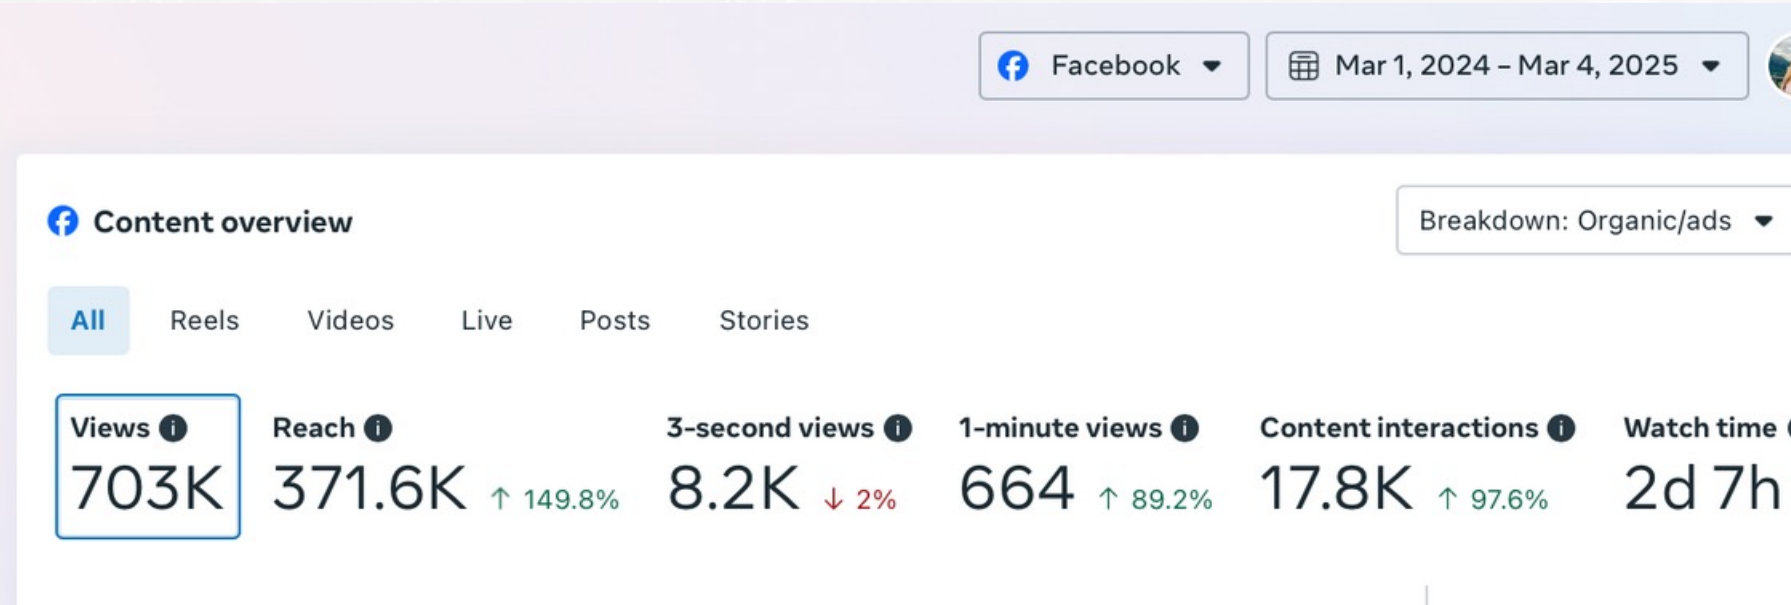 Facebook
Mar 1, 2024 – Mar 4, 2025
Content overview
Breakdown: Organic/ads
All Reels Videos Live Posts Stories
Views Reach 3-second views 1-minute views Content interactions Watch time
703K 371.6K ↑ 149.8% 8.2K ↓ 2% 664 ↑ 89.2% 17.8K ↑ 97.6% 2d 7h